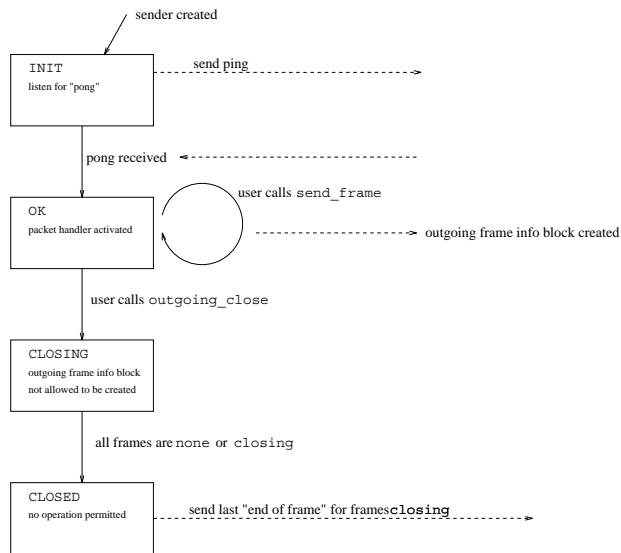 sender created
INIT
listen for "pong"
send ping
pong received
user calls send_frame
OK
packet handler activated
outgoing frame info block created
user calls outgoing_close
CLOSING
outgoing frame info block
not allowed to be created
all frames are none or closing
CLOSED
no operation permitted
send last "end of frame" for frames closing